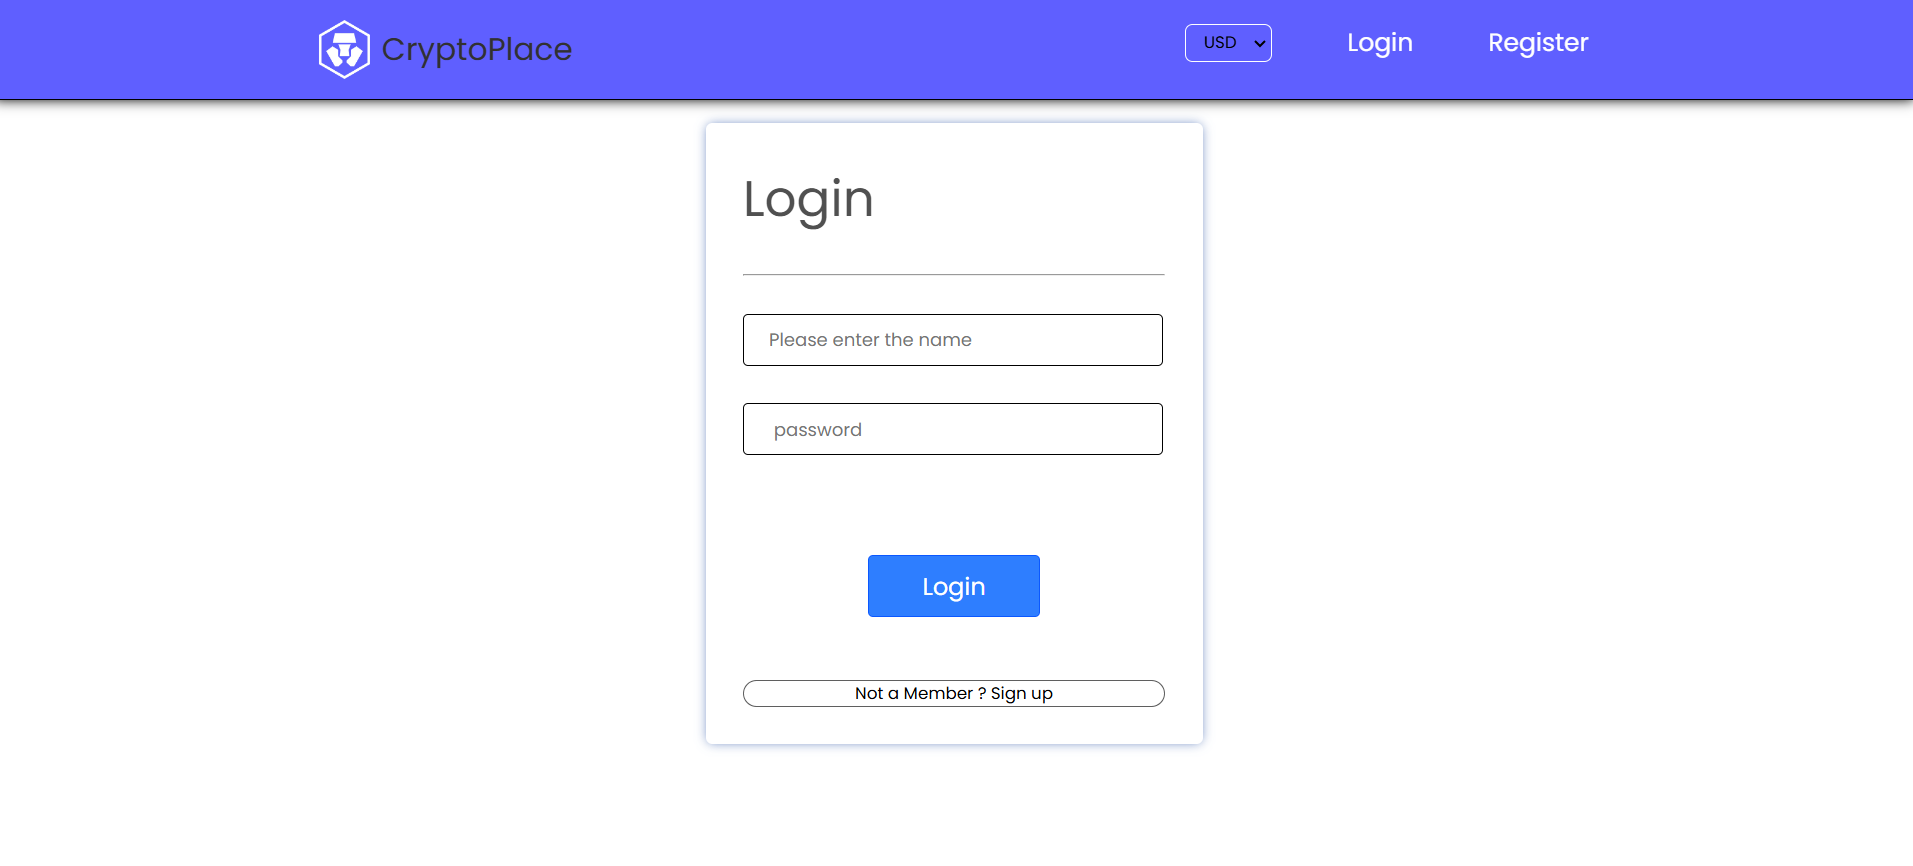 CryptoPlace
USD
Login
Register
Login
Please enter the name
password
Login
Not a Member ? Sign up